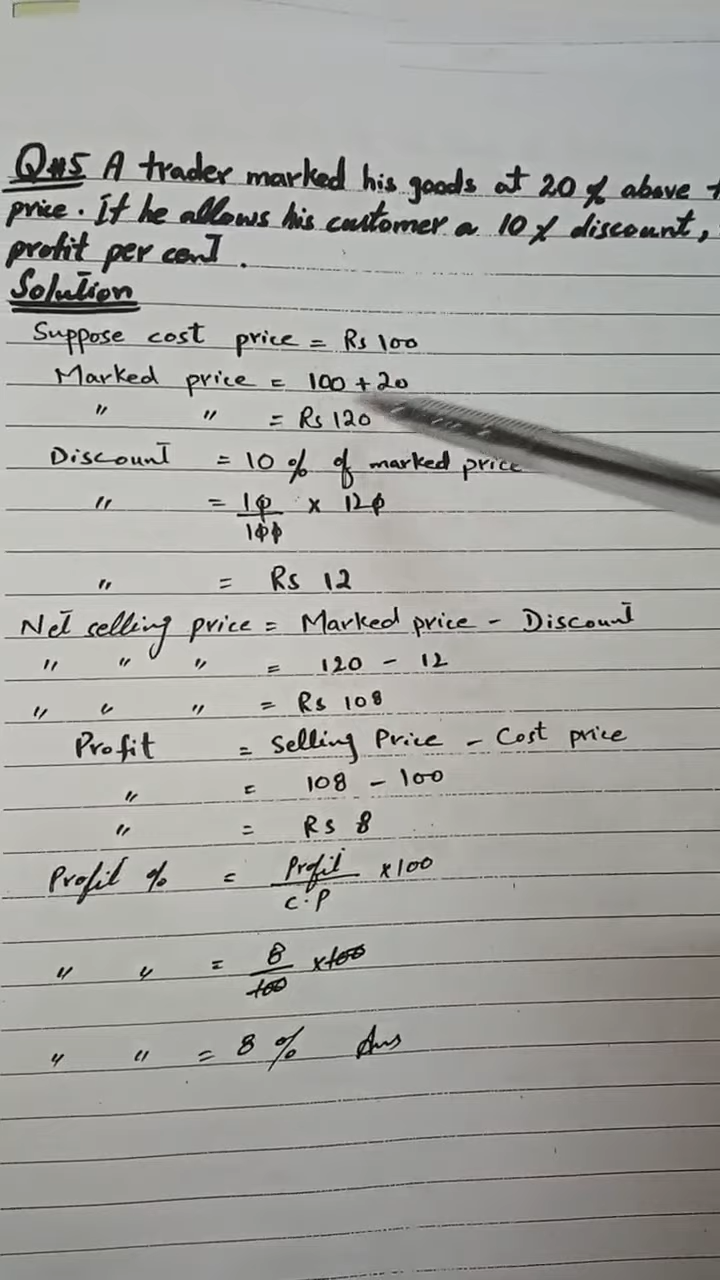 Q#5 A trader marked his goods at 20 % above
price. If he allows his customer a 10 % discount,
profit per cent.
Solution
Suppose cost price = Rs 100
Marked price = 100 + 20
" " = Rs 120
Discount = 10 % of marked price
" = 10/100 x 120
" = Rs 12
Net selling price = Marked price - Discount
" " " = 120 - 12
" " " = Rs 108
Profit = Selling Price - Cost price
" = 108 - 100
" = Rs 8
Profit % = Profit/C.P x100
" " = 8/100 x100
" " = 8 % Ans